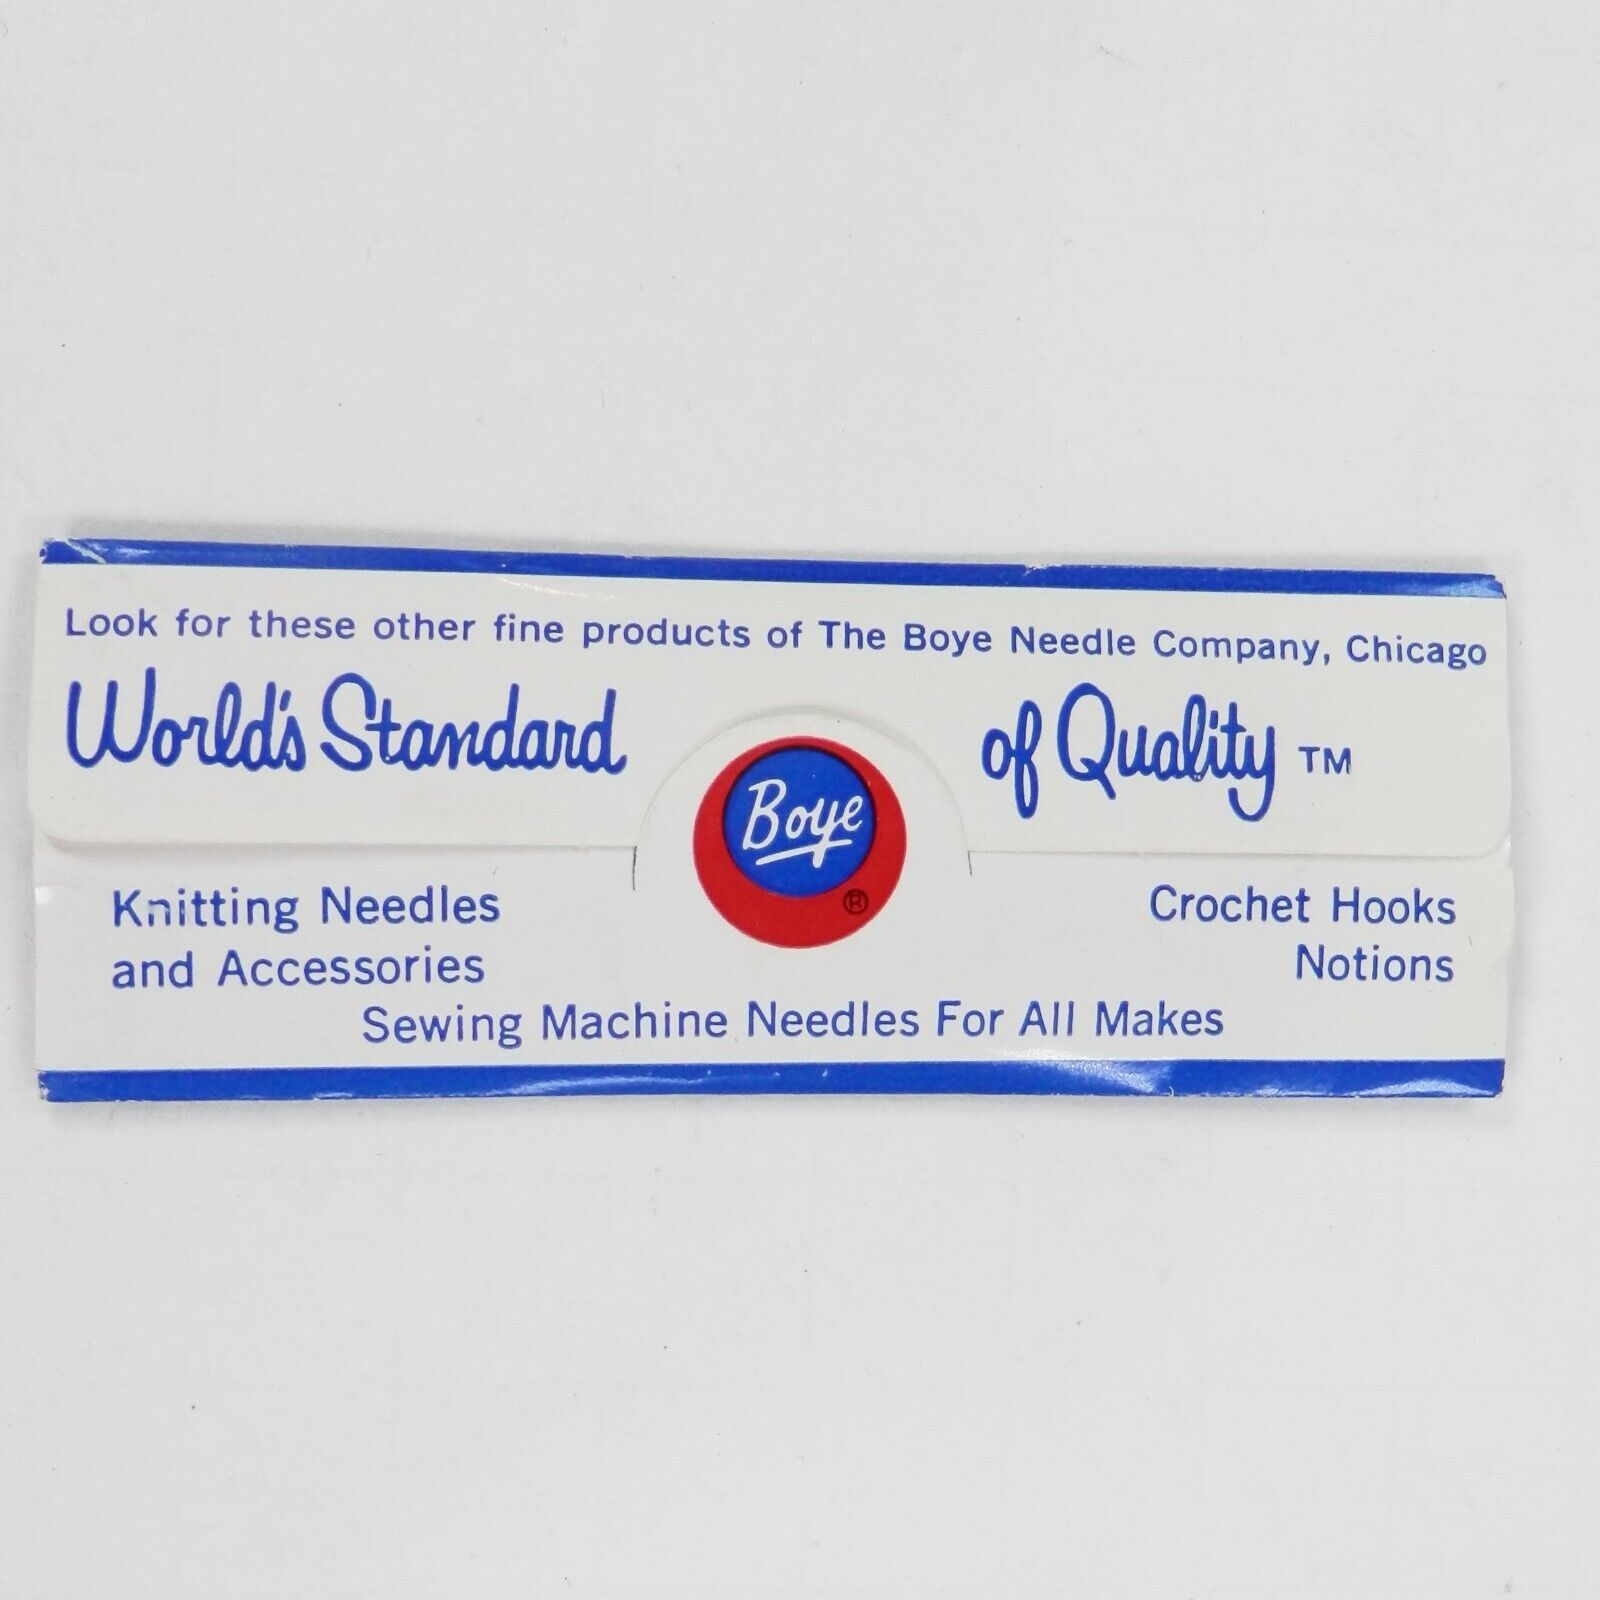 Look for these other fine products of The Boye Needle Company, Chicago
World's Standard of Quality TM
Boye
®
Knitting Needles
and Accessories
Crochet Hooks
Notions
Sewing Machine Needles For All Makes